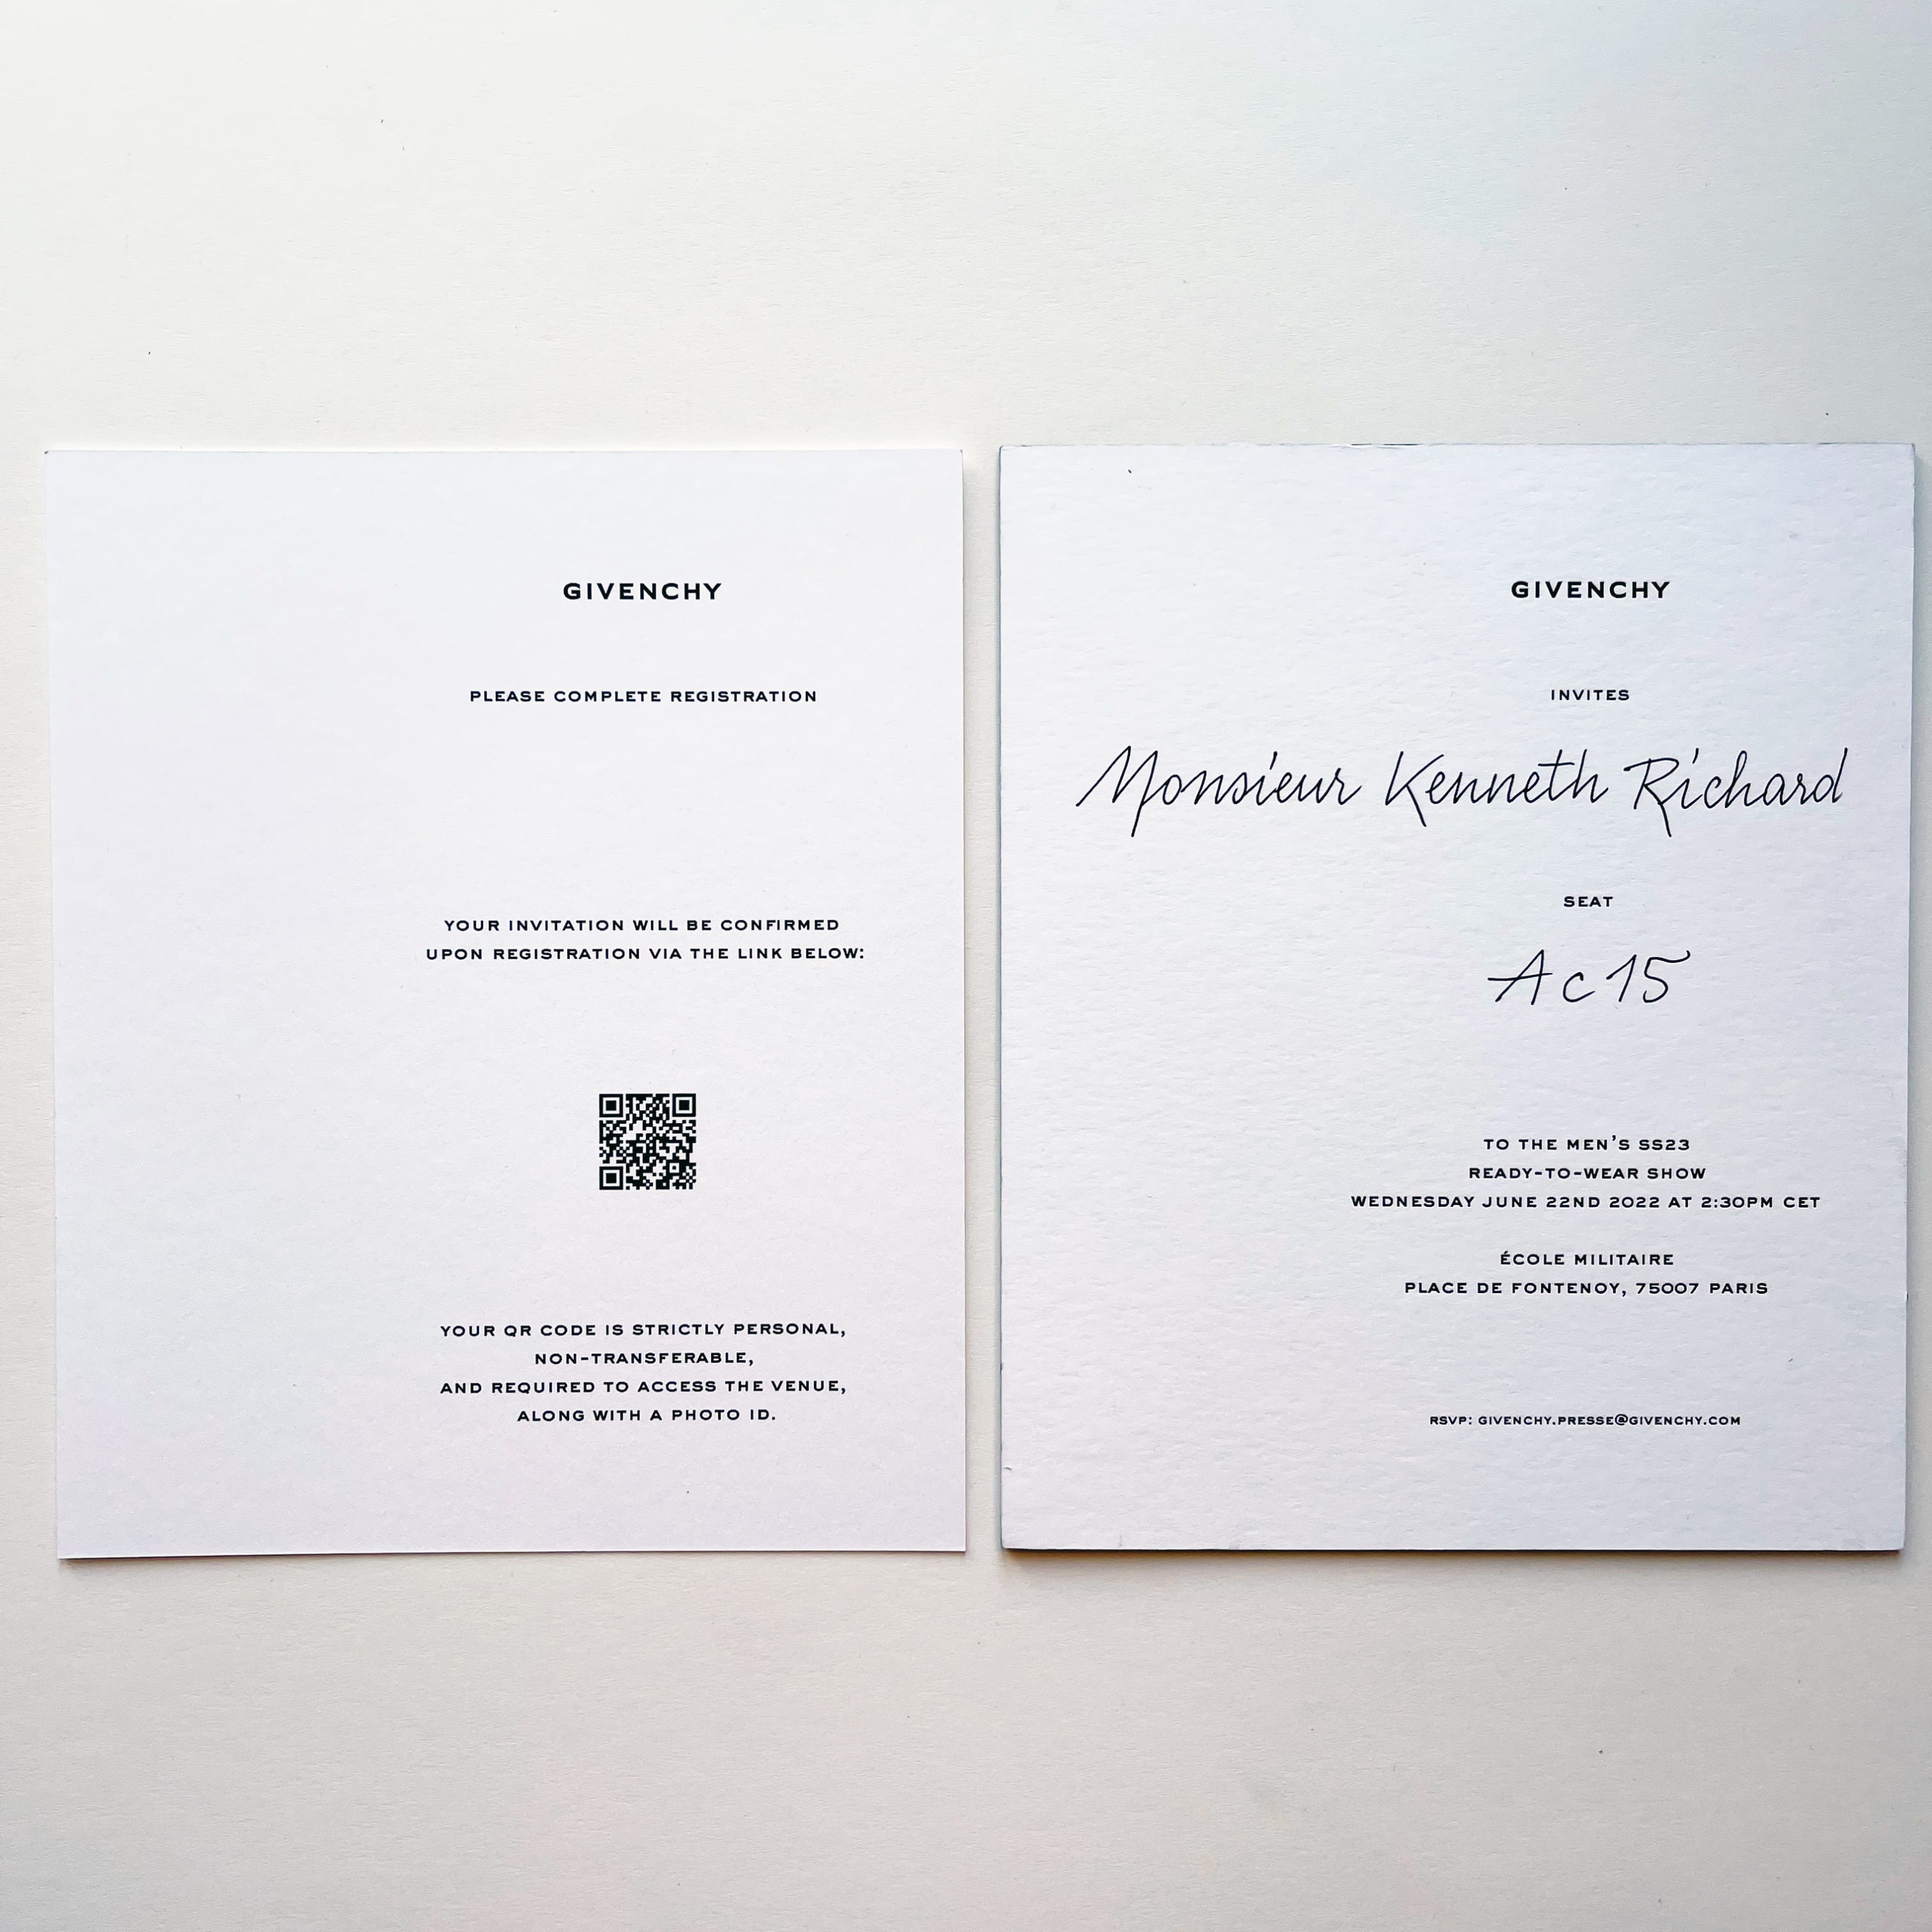 GIVENCHY
PLEASE COMPLETE REGISTRATION
YOUR INVITATION WILL BE CONFIRMED
UPON REGISTRATION VIA THE LINK BELOW:
YOUR QR CODE IS STRICTLY PERSONAL,
NON-TRANSFERABLE,
AND REQUIRED TO ACCESS THE VENUE,
ALONG WITH A PHOTO ID.
GIVENCHY
INVITES
Monsieur Kenneth Richard
SEAT
Ac 15
TO THE MEN'S SS23
READY-TO-WEAR SHOW
WEDNESDAY JUNE 22ND 2022 AT 2:30PM CET
ÉCOLE MILITAIRE
PLACE DE FONTENOY, 75007 PARIS
RSVP: GIVENCHY.PRESSE@GIVENCHY.COM